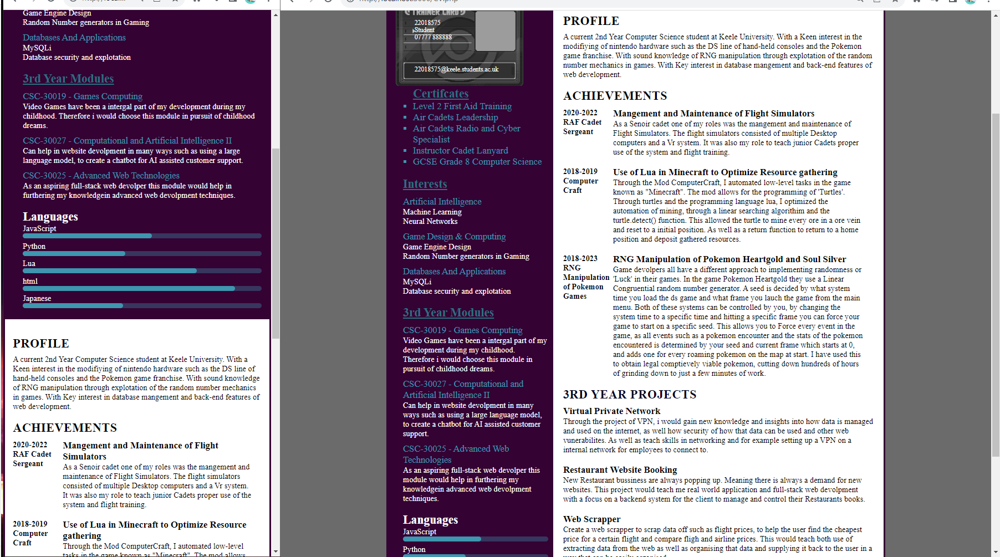 Game Engine Design
Random Number generators in Gaming
Databases And Applications
MySQLi
Database security and explotation
3rd Year Modules
CSC-30019 - Games Computing
Video Games have been a intergal part of my development during my
childhood. Therefore i would choose this module in pursuit of childhood
dreams.
CSC-30027 - Computational and Artificial Intelligence II
Can help in website devolpment in many ways such as using a large
language model, to create a chatbot for AI assisted customer support.
CSC-30025 - Advanced Web Technologies
As an aspiring full-stack web devolper this module would help in
furthering my knowledgein advanced web devolpment techniques.
Languages
JavaScript
Python
Lua
html
Japanese
PROFILE
A current 2nd Year Computer Science student at Keele University. With a
Keen interest in the modifiying of nintendo hardware such as the DS line of
hand-held consoles and the Pokemon game franchise. With sound knowledge
of RNG manipulation through explotation of the random number mechanics
in games. With Key interest in database mangement and back-end features of
web development.
ACHIEVEMENTS
2020-2022
RAF Cadet
Sergeant
Mangement and Maintenance of Flight
Simulators
As a Senoir cadet one of my roles was the mangement and
maintenance of Flight Simulators. The flight simulators
consisted of multiple Desktop computers and a Vr system.
It was also my role to teach junior Cadets proper use of the
system and flight training.
2018-2019
Computer
Craft
Use of Lua in Minecraft to Optimize Resource
gathering
Through the Mod ComputerCraft, I automated low-level
tasks in the game known as "Minecraft". The mod allows
TRAINER CARD
22018575
Student
07777 888888
22018575@keele.students.ac.uk
Certifcates
Level 2 First Aid Training
Air Cadets Leadership
Air Cadets Radio and Cyber
Specialist
Instructor Cadet Lanyard
GCSE Grade 8 Computer Science
Interests
Artificial Intelligence
Machine Learning
Neural Networks
Game Design & Computing
Game Engine Design
Random Number generators in Gaming
Databases And Applications
MySQLi
Database security and explotation
3rd Year Modules
CSC-30019 - Games Computing
Video Games have been a intergal part of my
development during my childhood.
Therefore i would choose this module in
pursuit of childhood dreams.
CSC-30027 - Computational and
Artificial Intelligence II
Can help in website devolpment in many
ways such as using a large language model,
to create a chatbot for AI assisted customer
support.
CSC-30025 - Advanced Web
Technologies
As an aspiring full-stack web devolper this
module would help in furthering my
knowledgein advanced web devolpment
techniques.
Languages
JavaScript
Python
PROFILE
A current 2nd Year Computer Science student at Keele University. With a Keen interest in the
modifiying of nintendo hardware such as the DS line of hand-held consoles and the Pokemon
game franchise. With sound knowledge of RNG manipulation through explotation of the random
number mechanics in games. With Key interest in database mangement and back-end features of
web development.
ACHIEVEMENTS
2020-2022
RAF Cadet
Sergeant
Mangement and Maintenance of Flight Simulators
As a Senoir cadet one of my roles was the mangement and maintenance of
Flight Simulators. The flight simulators consisted of multiple Desktop
computers and a Vr system. It was also my role to teach junior Cadets proper
use of the system and flight training.
2018-2019
Computer
Craft
Use of Lua in Minecraft to Optimize Resource gathering
Through the Mod ComputerCraft, I automated low-level tasks in the game
known as "Minecraft". The mod allows for the programming of 'Turtles'.
Through turtles and the programming language lua, I optimized the
automation of mining, through a linear searching algorithim and the
turtle.detect() function. This allowed the turtle to mine every ore in a ore vein
and reset to a initial position. As well as a return function to return to a home
position and deposit gathered resources.
2018-2023
RNG
Manipulation
of Pokemon
Games
RNG Manipulation of Pokemon Heartgold and Soul Silver
Game devolpers all have a different approach to implementing randomness or
'Luck' in their games. In the game Pokemon Heartgold they use a Linear
Congruential random number generator. A seed is decided by what system
time you load the ds game and what frame you lauch the game from the main
menu. Both of these systems can be controlled by you, by changing the
system time to a specific time and hitting a specific frame you can force your
game to start on a specific seed. This allows you to Force every event in the
game, as all events such as a pokemon encounter and the stats of the pokemon
encountered is determined by your seed and current frame which starts at 0,
and adds one for every roaming pokemon on the map at start. I have used this
to obtain legal comptievely viable pokemon, cutting down hundreds of hours
of grinding down to just a few minutes of work.
3RD YEAR PROJECTS
Virtual Private Network
Through the project of VPN, i would gain new knowledge and insights into how data is managed
and used on the internet, as well how security of how that data can be used and other web
vunerabilites. As well as teach skills in networking and for example setting up a VPN on a
internal network for employees to connect to.
Restaurant Website Booking
New Restaurant bussiness are always popping up. Meaning there is always a demand for new
websites. This project would teach me real world application and full-stack web devolpment
with a focus on a backend system for the client to manage and control their Restaurants books.
Web Scrapper
Create a web scrapper to scrap data off such as flight prices, to help the user find the cheapest
price for a certain flight and compare fligh and airline prices. This would teach both use of
extracting data from the web as well as organising that data and supplying it back to the user in a